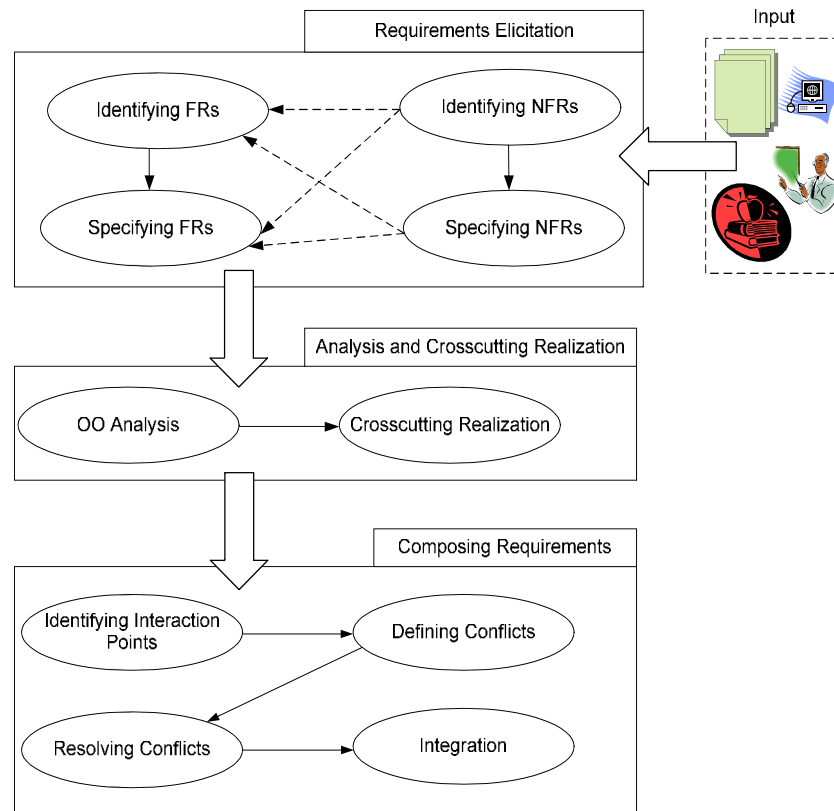 Input
Requirements Elicitation
Identifying FRs
Identifying NFRs
Specifying FRs
Specifying NFRs
Analysis and Crosscutting Realization
OO Analysis
Crosscutting Realization
Composing Requirements
Identifying Interaction
Points
Defining Conflicts
Resolving Conflicts
Integration